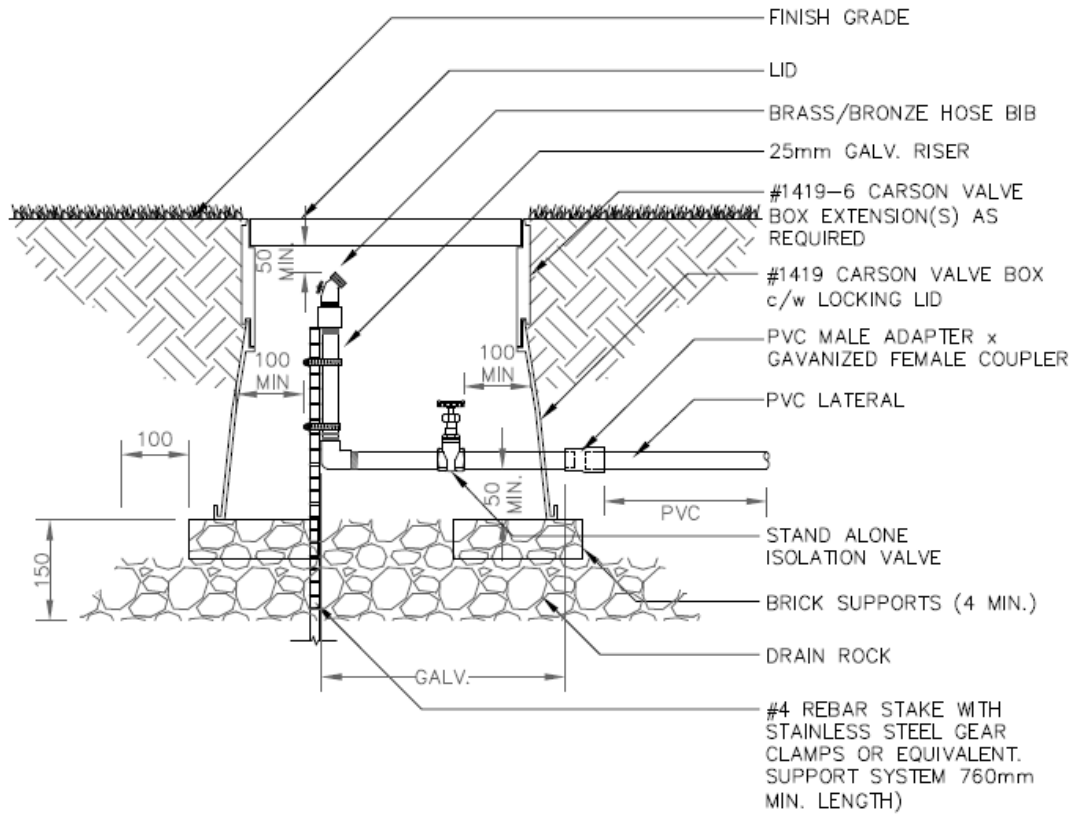 FINISH GRADE
LID
BRASS/BRONZE HOSE BIB
25mm GALV. RISER
#1419-6 CARSON VALVE
BOX EXTENSION(S) AS
REQUIRED
#1419 CARSON VALVE BOX
c/w LOCKING LID
PVC MALE ADAPTER x
GAVANIZED FEMALE COUPLER
PVC LATERAL
STAND ALONE
ISOLATION VALVE
BRICK SUPPORTS (4 MIN.)
DRAIN ROCK
#4 REBAR STAKE WITH
STAINLESS STEEL GEAR
CLAMPS OR EQUIVALENT.
SUPPORT SYSTEM 760mm
MIN. LENGTH)
50
MIN.
100
MIN
100
MIN
100
50
MIN.
PVC
150
GALV.